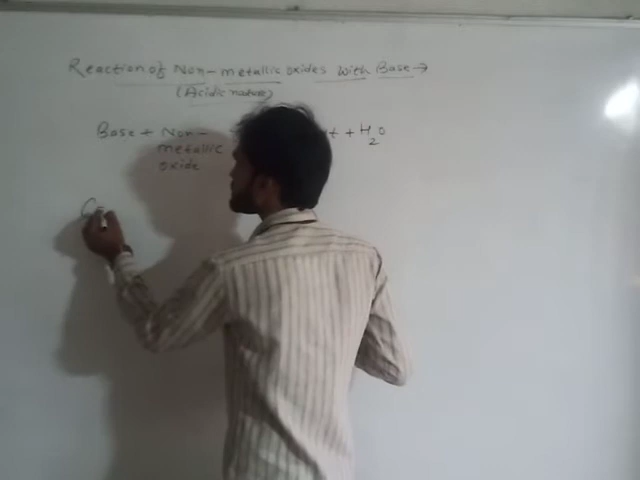 Reaction of Non-metallic oxides with Base →
(Acidic nature)
Base + Non- t + H2O
metallic
oxide
C